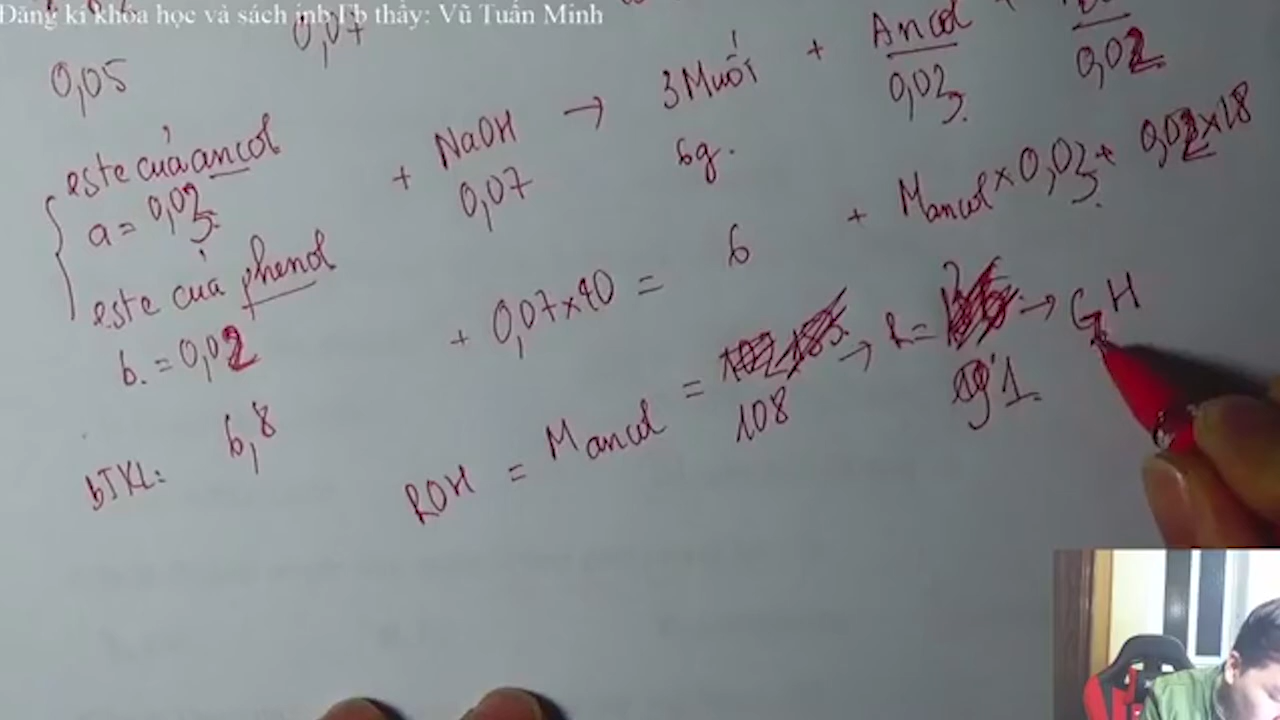 Đăng kí khóa học và sách inb Fb thầy: Vũ Tuấn Minh
0,05 0,07
este của ancol + NaOH → 3 Muối + Ancol +
a = 0,03 0,07 6g. 0,03 0,02
este của phenol
b = 0,02
BTKL: 6,8 + 0,07×40 = 6 + Mancol × 0,03 + 0,02×18
ROH = Mancol = 108 → R = 91 →